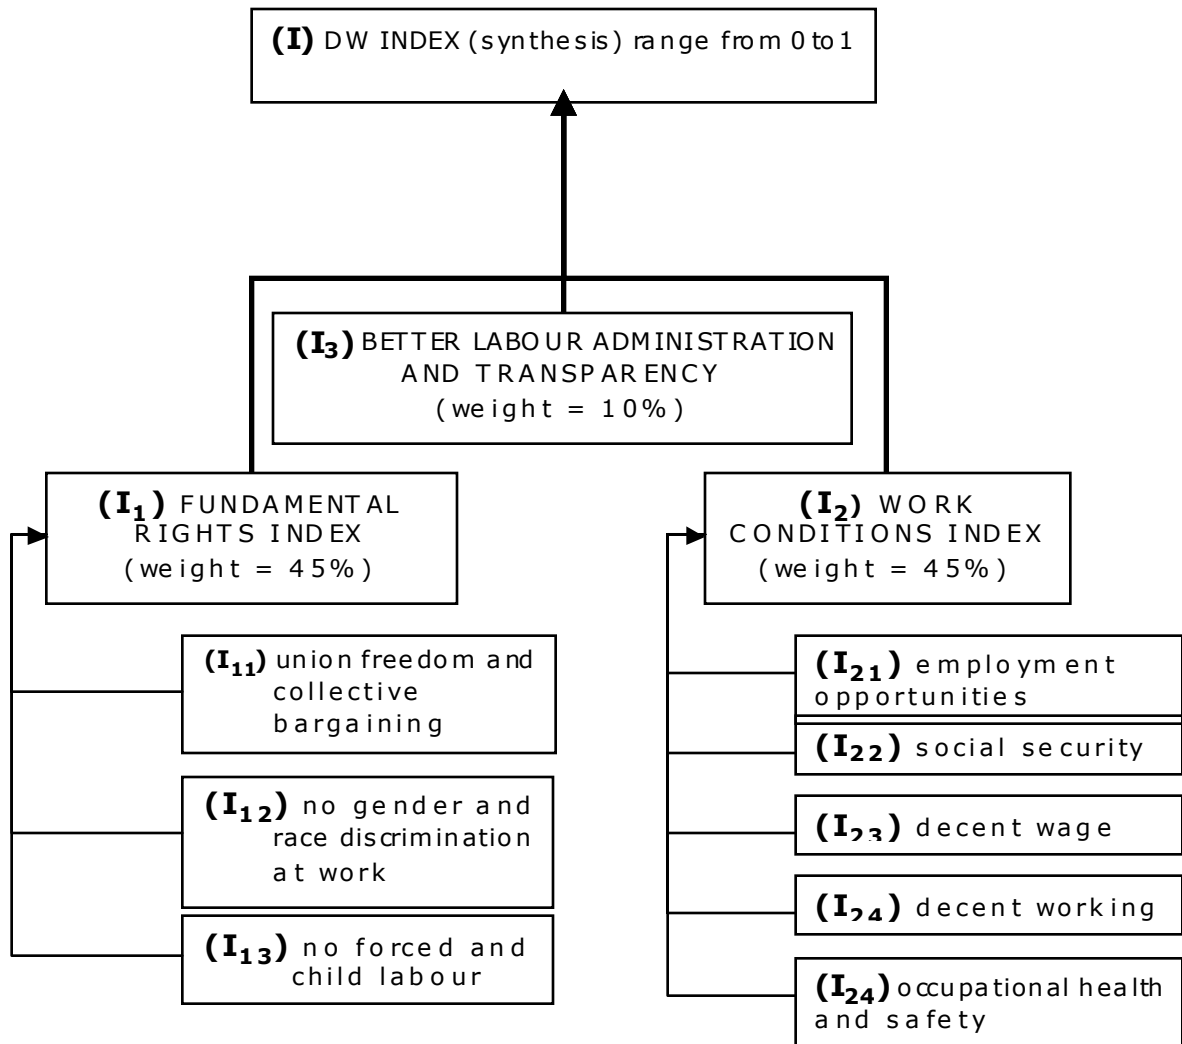 (I) DW INDEX (synthesis) range from 0 to 1
(I3) BETTER LABOUR ADMINISTRATION
AND TRANSPARENCY
(weight = 10%)
(I1) FUNDAMENTAL
RIGHTS INDEX
(weight = 45%)
(I2) WORK
CONDITIONS INDEX
(weight = 45%)
(I11) union freedom and
collective
bargaining
(I12) no gender and
race discrimination
at work
(I13) no forced and
child labour
(I21) employment
opportunities
(I22) social security
(I23) decent wage
(I24) decent working
(I24) occupational health
and safety